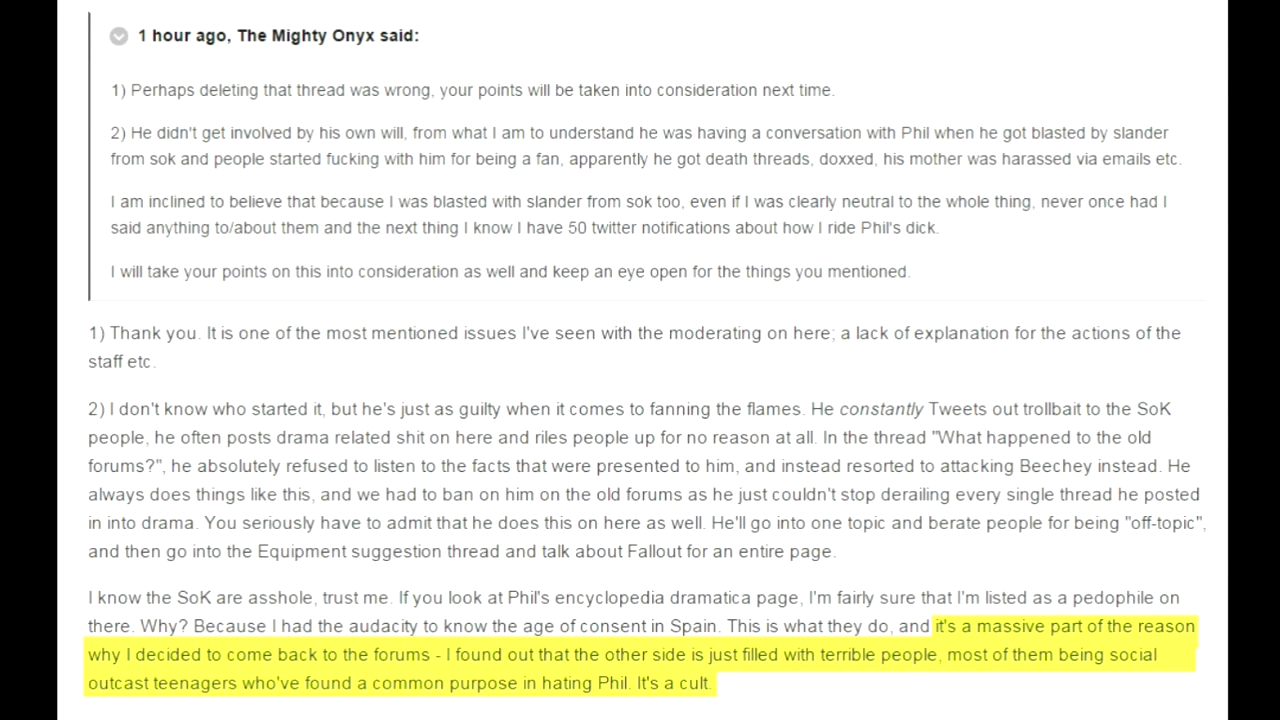 1 hour ago, The Mighty Onyx said:
1) Perhaps deleting that thread was wrong, your points will be taken into consideration next time.
2) He didn't get involved by his own will, from what I am to understand he was having a conversation with Phil when he got blasted by slander
from sok and people started fucking with him for being a fan, apparently he got death threads, doxxed, his mother was harassed via emails etc.
I am inclined to believe that because I was blasted with slander from sok too, even if I was clearly neutral to the whole thing, never once had I
said anything to/about them and the next thing I know I have 50 twitter notifications about how I ride Phil's dick.
I will take your points on this into consideration as well and keep an eye open for the things you mentioned.
1) Thank you. It is one of the most mentioned issues I've seen with the moderating on here; a lack of explanation for the actions of the
staff etc.
2) I don't know who started it, but he's just as guilty when it comes to fanning the flames. He constantly Tweets out trollbait to the SoK
people, he often posts drama related shit on here and riles people up for no reason at all. In the thread "What happened to the old
forums?", he absolutely refused to listen to the facts that were presented to him, and instead resorted to attacking Beechey instead. He
always does things like this, and we had to ban on him on the old forums as he just couldn't stop derailing every single thread he posted
in into drama. You seriously have to admit that he does this on here as well. He'll go into one topic and berate people for being "off-topic",
and then go into the Equipment suggestion thread and talk about Fallout for an entire page.
I know the SoK are asshole, trust me. If you look at Phil's encyclopedia dramatica page, I'm fairly sure that I'm listed as a pedophile on
there. Why? Because I had the audacity to know the age of consent in Spain. This is what they do, and it's a massive part of the reason
why I decided to come back to the forums - I found out that the other side is just filled with terrible people, most of them being social
outcast teenagers who've found a common purpose in hating Phil. It's a cult.